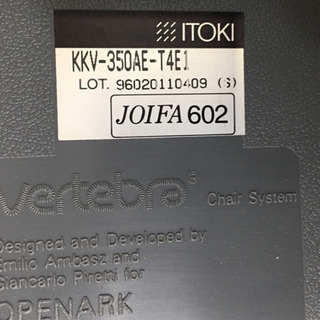 ITOKI
KKV-350AE-T4E1
LOT. 96020110409 (S)
JOIFA 602
vertebra® Chair System
Designed and Developed by
Emilio Ambasz and
Giancarlo Piretti for
OPENARK